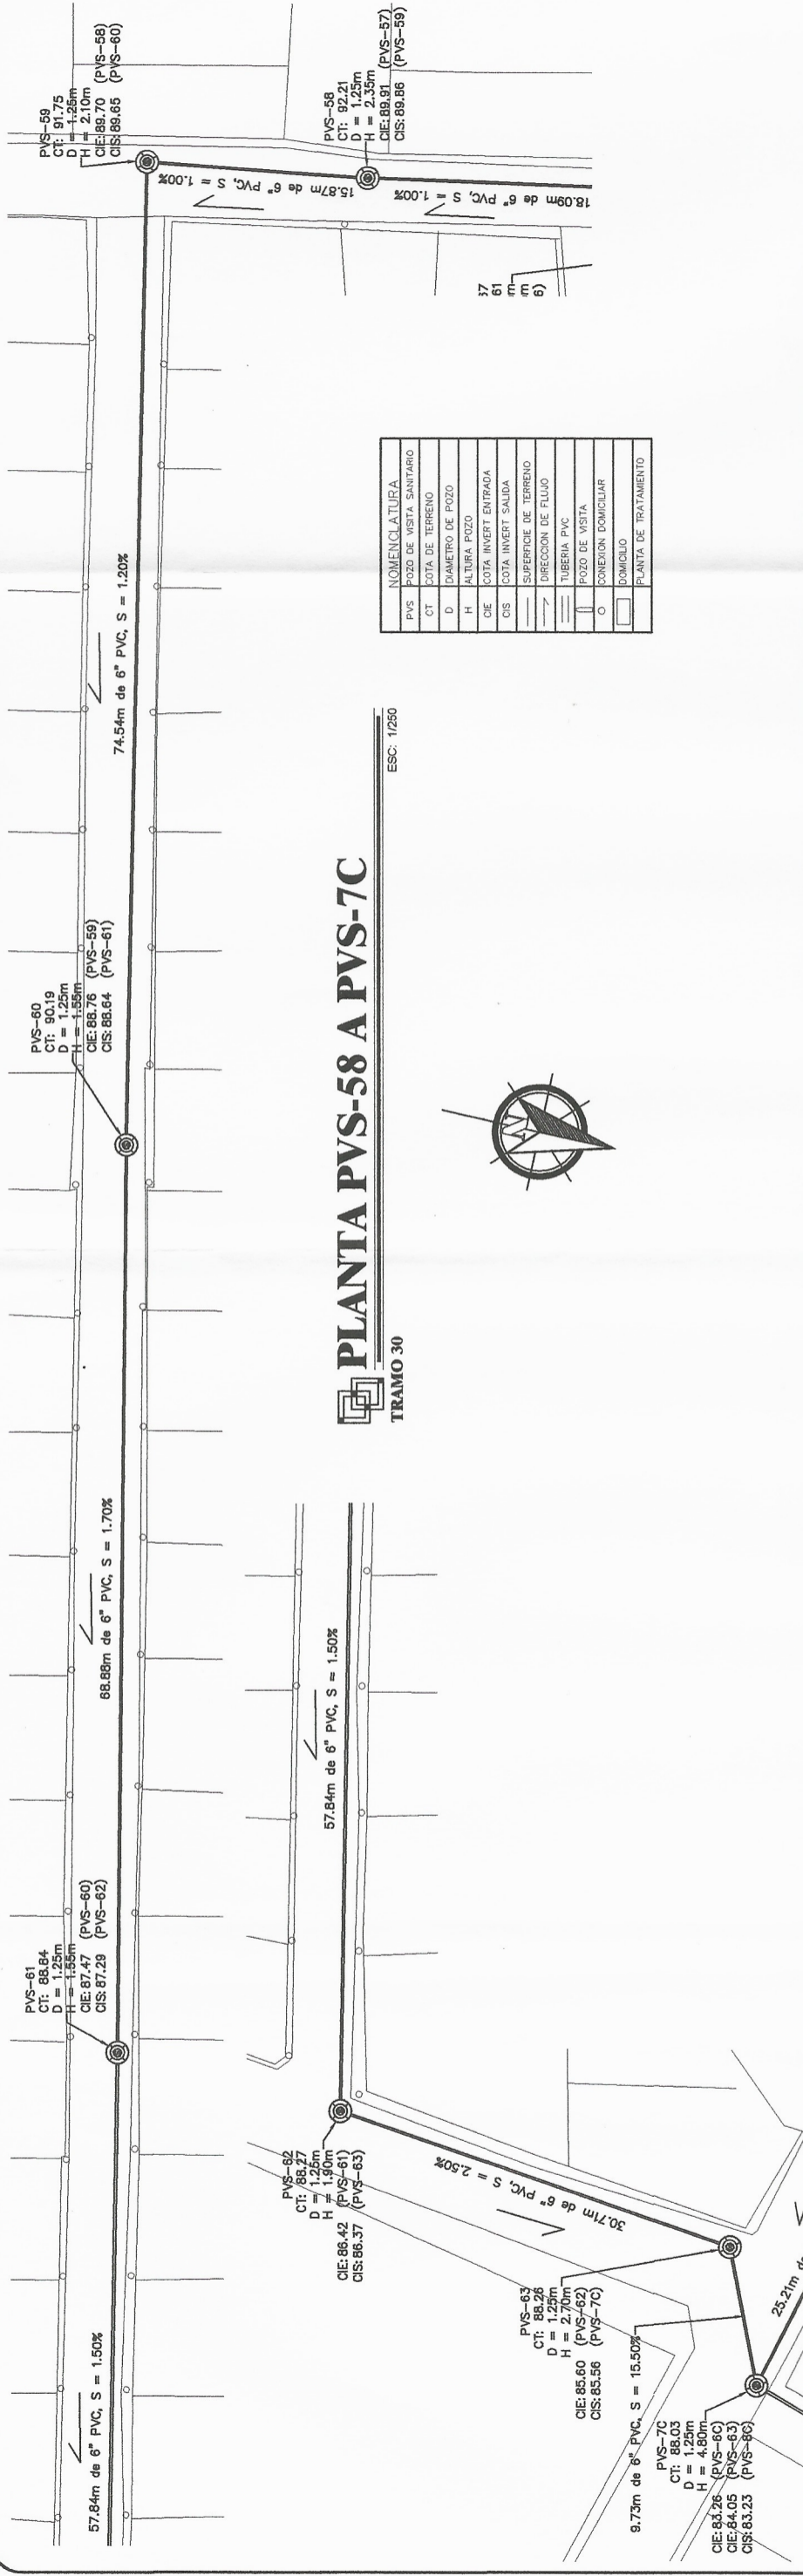 PVS-59
CT: 91.75
D = 1.25m
H = 2.10m
CIE: 89.70 (PVS-58)
CIS: 89.65 (PVS-60)
15.87m de 6" PVC, S = 1.00%
PVS-58
CT: 92.21
D = 1.25m
H = 2.35m
CIE: 89.91 (PVS-57)
CIS: 89.86 (PVS-59)
18.09m de 6" PVC, S = 1.00%
37
61
m
m
6)
74.54m de 6" PVC, S = 1.20%
PVS-60
CT: 90.19
D = 1.25m
H = 1.55m
CIE: 88.76 (PVS-59)
CIS: 88.64 (PVS-61)
68.88m de 6" PVC, S = 1.70%
PVS-61
CT: 88.84
D = 1.25m
H = 1.55m
CIE: 87.47 (PVS-60)
CIS: 87.29 (PVS-62)
57.84m de 6" PVC, S = 1.50%
NOMENCLATURA
PVS POZO DE VISITA SANITARIO
CT COTA DE TERRENO
D DIAMETRO DE POZO
H ALTURA POZO
CIE COTA INVERT ENTRADA
CIS COTA INVERT SALIDA
SUPERFICIE DE TERRENO
DIRECCION DE FLUJO
TUBERIA PVC
POZO DE VISITA
CONEXION DOMICILIAR
DOMICILIO
PLANTA DE TRATAMIENTO
PLANTA PVS-58 A PVS-7C
TRAMO 30
ESC: 1/250
N
57.84m de 6" PVC, S = 1.50%
PVS-62
CT: 88.27
D = 1.25m
H = 1.90m
CIE: 86.42 (PVS-61)
CIS: 86.37 (PVS-63)
30.71m de 6" PVC, S = 2.50%
PVS-63
CT: 88.26
D = 1.25m
H = 2.70m
CIE: 85.60 (PVS-62)
CIS: 85.56 (PVS-7C)
9.73m de 6" PVC, S = 15.50%
PVS-7C
CT: 88.03
D = 1.25m
H = 4.80m
CIE: 83.26 (PVS-6C)
CIE: 84.05 (PVS-63)
CIS: 83.23 (PVS-8C)
25.21m de